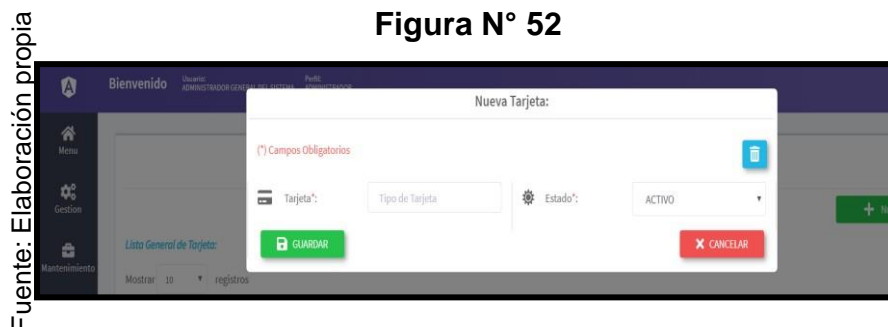 Figura N° 52
Fuente: Elaboración propia
Bienvenido
Usuario:
ADMINISTRADOR GENERAL DEL SISTEMA
Perfil:
ADMINISTRADOR
Menu
Gestion
Mantenimiento
Nueva Tarjeta:
(*) Campos Obligatorios
Tarjeta*: Tipo de Tarjeta Estado*: ACTIVO
GUARDAR X CANCELAR
+ N
Lista General de Tarjeta:
Mostrar 10 registros